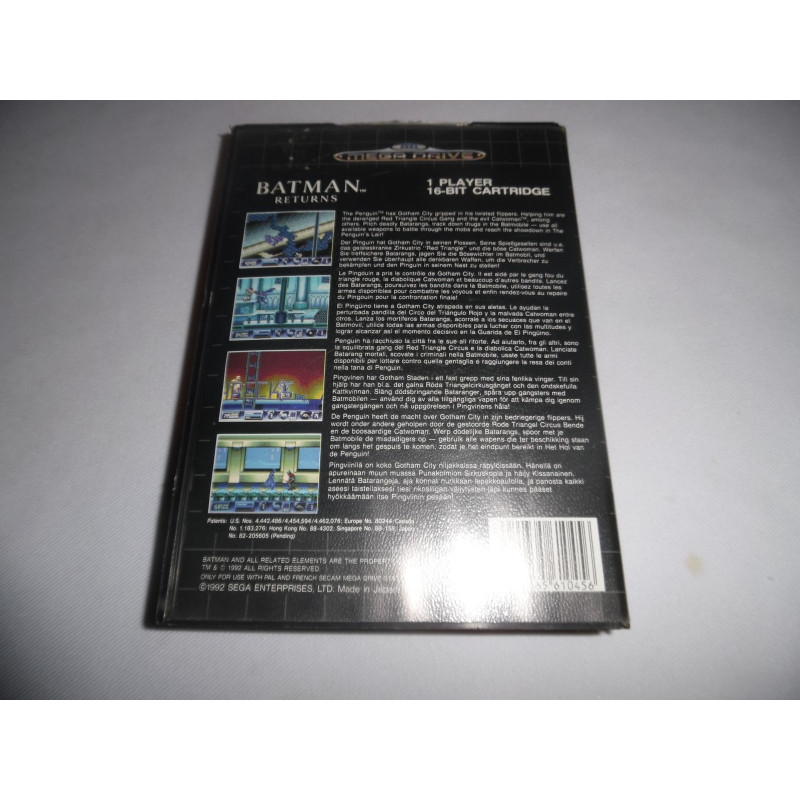 MEGA DRIVE
BATMAN™
RETURNS
1 PLAYER
16-BIT CARTRIDGE
The Penguin™ has Gotham City gripped in his twisted flippers. Helping him are
the deranged Red Triangle Circus Gang and the evil Catwoman™, among
others. Pitch deadly Batarangs, track down thugs in the Batmobile — use all
available weapons to battle through the mobs and reach the showdown in The
Penguin's Lair!
Der Pinguin hat Gotham City in seinen Flossen. Seine Spießgesellen sind u.a.
das geisteskranke Zirkustrio "Red Triangle" und die böse Catwoman. Werfen
Sie treffsichere Batarangs, jagen Sie die Bösewichter im Batmobil, und
verwenden Sie überhaupt alle denkbaren Waffen, um die Verbrecher zu
bekämpfen und den Pinguin in seinem Nest zu stellen!
Le Pingouin a pris le contrôle de Gotham City. Il est aidé par le gang fou du
triangle rouge, la diabolique Catwoman et beaucoup d'autres bandits. Lancez
des Batarangs, poursuivez les bandits dans la Batmobile, utilisez toutes les
armes disponibles pour combattre les voyous et enfin rendez-vous au repaire
du Pingouin pour la confrontation finale!
El Pingüino tiene a Gotham City atrapada en sus aletas. Le ayudan la
perturbada pandilla del Circo del Triángulo Rojo y la malvada Catwoman entre
otros. Lanza los mortíferos Batarangs, acorrale a los secuaces que van en el
Batmóvil, utilice todas las armas disponibles para luchar con las multitudes y
lograr alcanzar así el momento decisivo en la Guarida de El Pingüino.
Penguin ha racchiuso la città fra le sue ali ritorte. Ad aiutarlo, fra gli altri, sono
la squilibrata gang del Red Triangle Circus e la diabolica Catwoman. Lanciate
Batarang mortali, scovate i criminali nella Batmobile, usate tutte le armi
disponibili per lottare contro quella gentaglia e raggiungere la resa dei conti
nella tana di Penguin.
Pingvinen har Gotham Staden i ett fast grepp med sina fenlika vingar. Till sin
hjälp har han bl.a. det galna Röda Triangelcirkusgänget och den ondskefulla
Kattkvinnan. Släng dödsbringande Bataranger, spåra upp gangsters med
Batmobilen — använd dig av alla tillgängliga vapen för att kämpa dig igenom
gangstergängen och nå uppgörelsen i Pingvinens håla!
De Penguin heeft de macht over Gotham City in zijn bedriegerige flippers. Hij
wordt onder andere geholpen door de gestoorde Rode Triangel Circus Bende
en de boosaardige Catwoman. Werp dodelijke Batarangs, spoor met je
Batmobile de misdadigers op — gebruik alle wapens die ter beschikking staan
om langs het gespuis te komen, zodat je het kan uitvechten in Het Hol van
de Penguin!
Pingviinillä on koko Gotham City niljakkaissa räpylöissään. Hänellä on
apureinaan muun muassa Punakolmion Sirkuskopla ja häijy Kissanainen.
Lennätä Batarangeja, aja konnat nurkkaan lepakkoautolla, ja panosta kaikki
aseesi taistellaksesi tiesi rikosliigan väijytysten läpi kunnes pääset
hyökkäämään itse Pingviinin pesään!
Patents: U.S. Nos. 4,442,486/4,454,594/4,462,076; Europe No. 80244; Canada
No. 1,183,276; Hong Kong No. 88-4302; Singapore No. 88-155; Japan
No. 82-205605 (Pending)
BATMAN AND ALL RELATED ELEMENTS ARE THE PROPERTY
TM & © 1992 ALL RIGHTS RESERVED.
ONLY FOR USE WITH PAL AND FRENCH SECAM MEGA DRIVE
©1992 SEGA ENTERPRISES, LTD. Made in Japan
610456